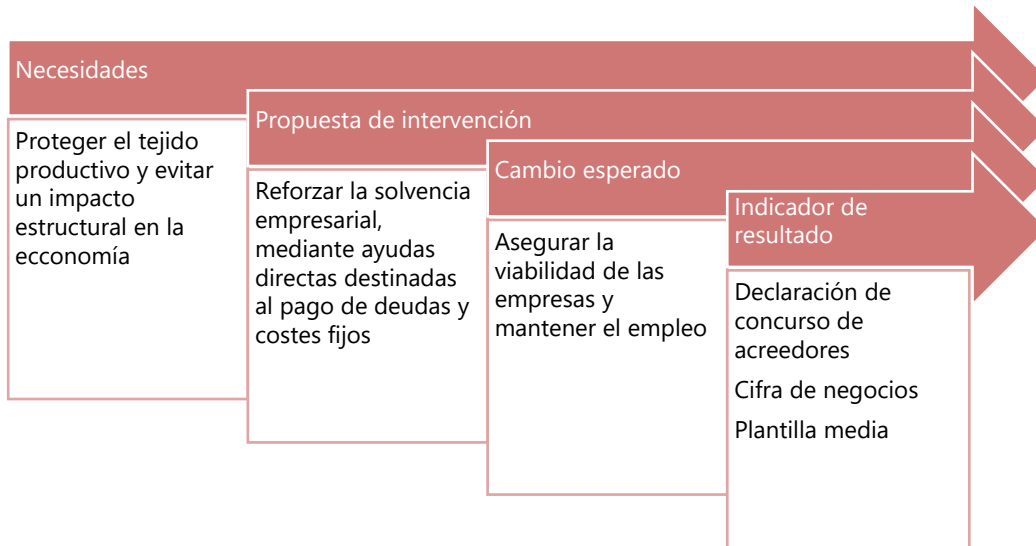 Necesidades
Proteger el tejido
productivo y evitar
un impacto
estructural en la
ecconomía
Propuesta de intervención
Reforzar la solvencia
empresarial,
mediante ayudas
directas destinadas
al pago de deudas y
costes fijos
Cambio esperado
Asegurar la
viabilidad de las
empresas y
mantener el empleo
Indicador de
resultado
Declaración de
concurso de
acreedores
Cifra de negocios
Plantilla media